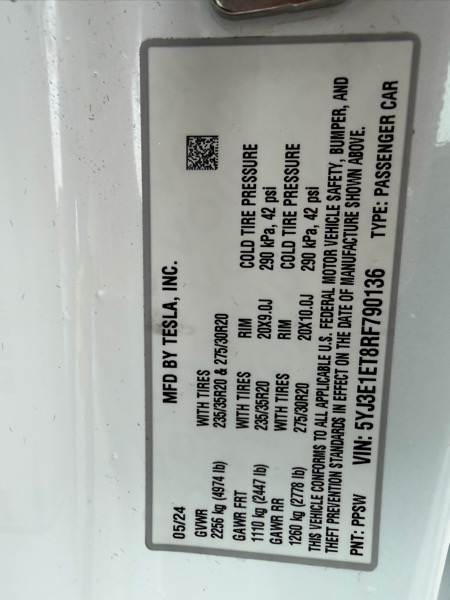 MFD BY TESLA, INC.
05/24
GVWR WITH TIRES
2256 kg (4974 lb) 235/35R20 & 275/30R20
GAWR FRT WITH TIRES RIM COLD TIRE PRESSURE
1110 kg (2447 lb) 235/35R20 20X9.0J 290 kPa, 42 psi
GAWR RR WITH TIRES RIM COLD TIRE PRESSURE
1260 kg (2778 lb) 275/30R20 20X10.0J 290 kPa, 42 psi
THIS VEHICLE CONFORMS TO ALL APPLICABLE U.S. FEDERAL MOTOR VEHICLE SAFETY, BUMPER, AND
THEFT PREVENTION STANDARDS IN EFFECT ON THE DATE OF MANUFACTURE SHOWN ABOVE.
PNT: PPSW VIN: 5YJ3E1ET8RF790136 TYPE: PASSENGER CAR